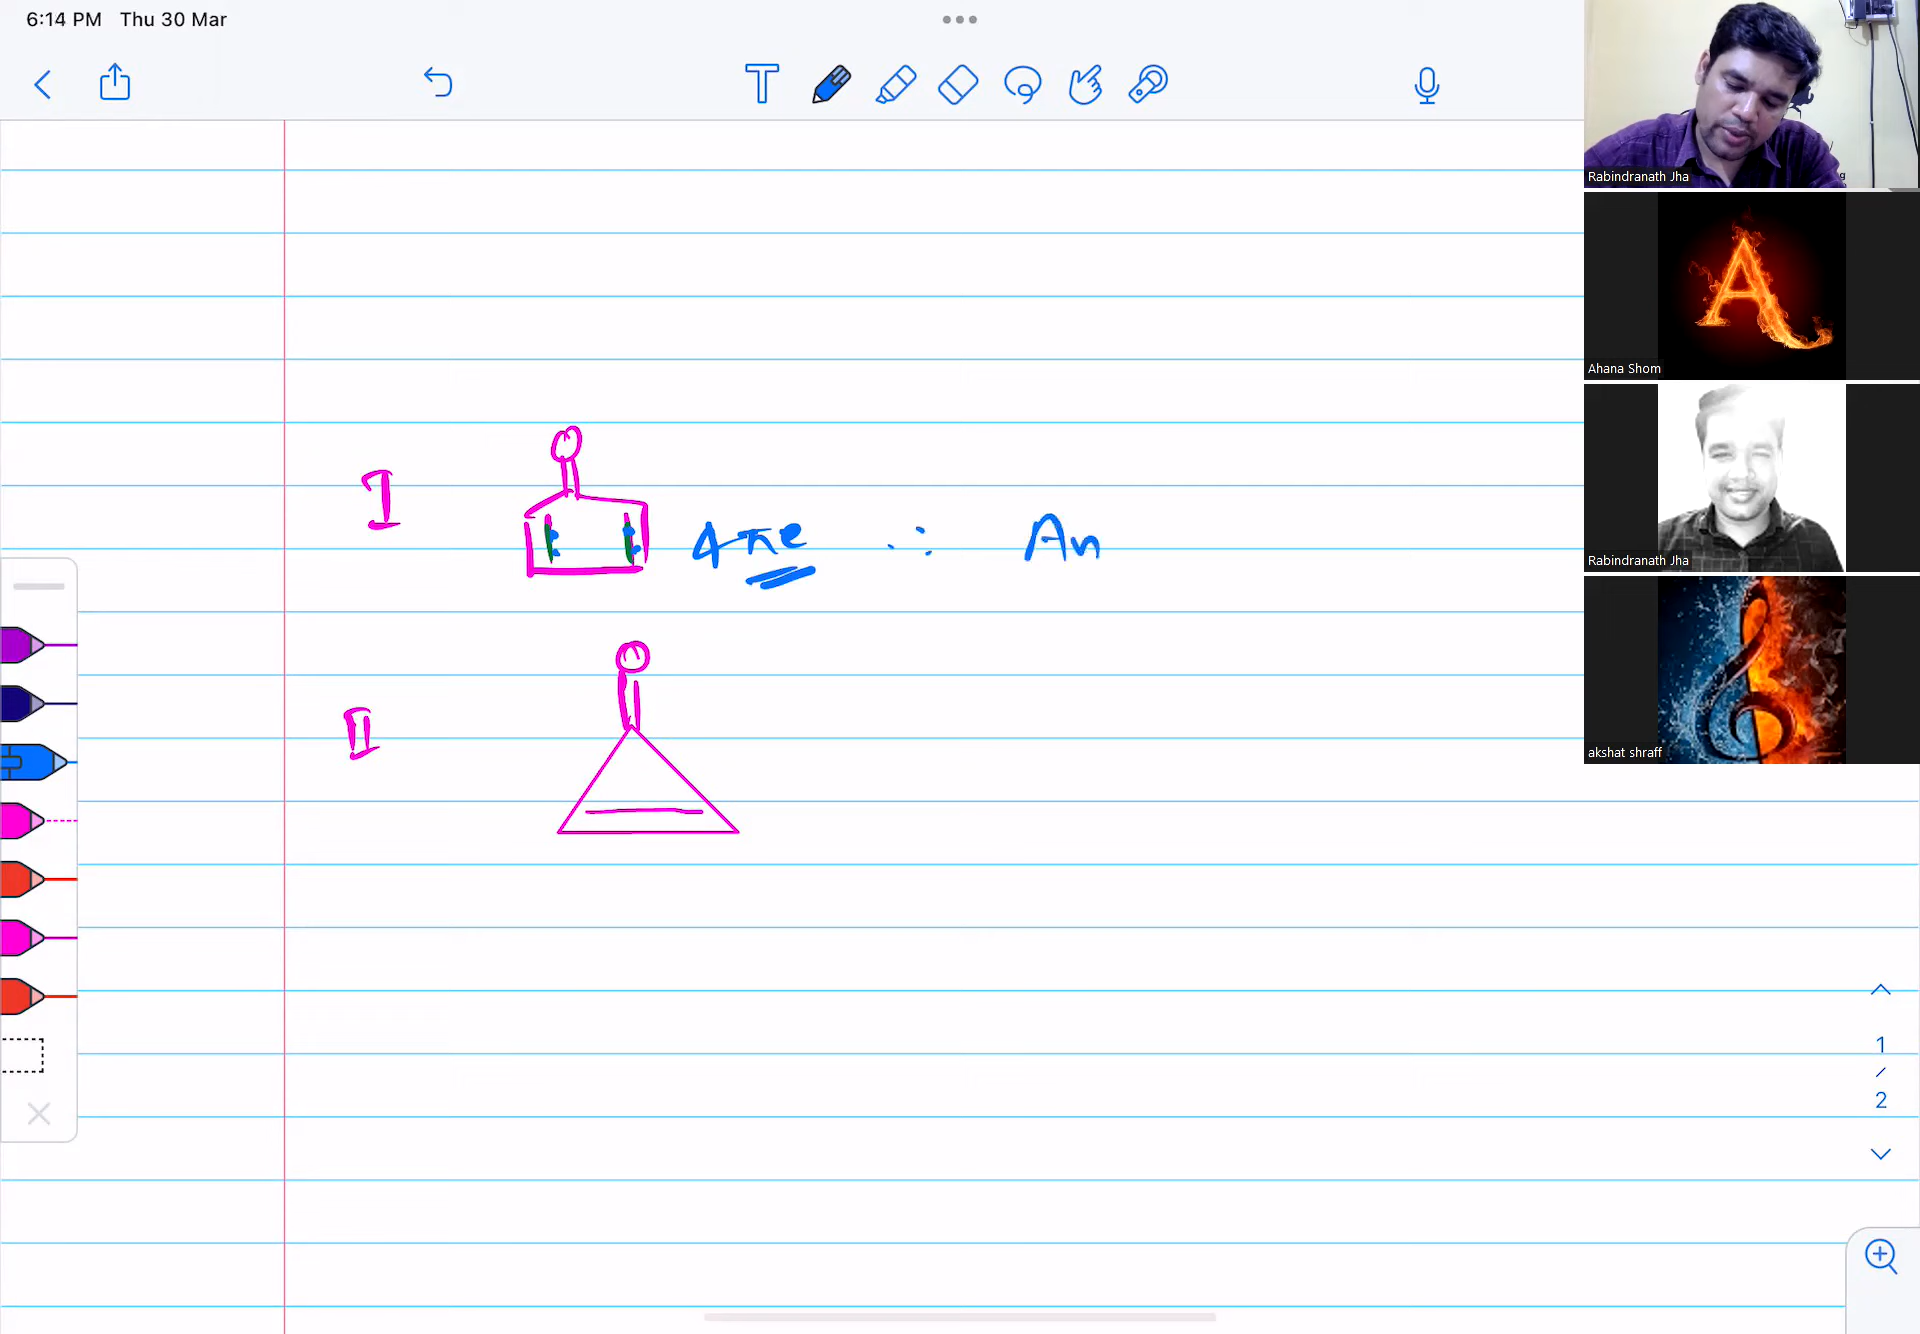 6:14 PM Thu 30 Mar
Rabindranath Jha
Ahana Shom
Rabindranath Jha
akshat shraff
I
O
4πe ∴ An
II
O
1
/
2